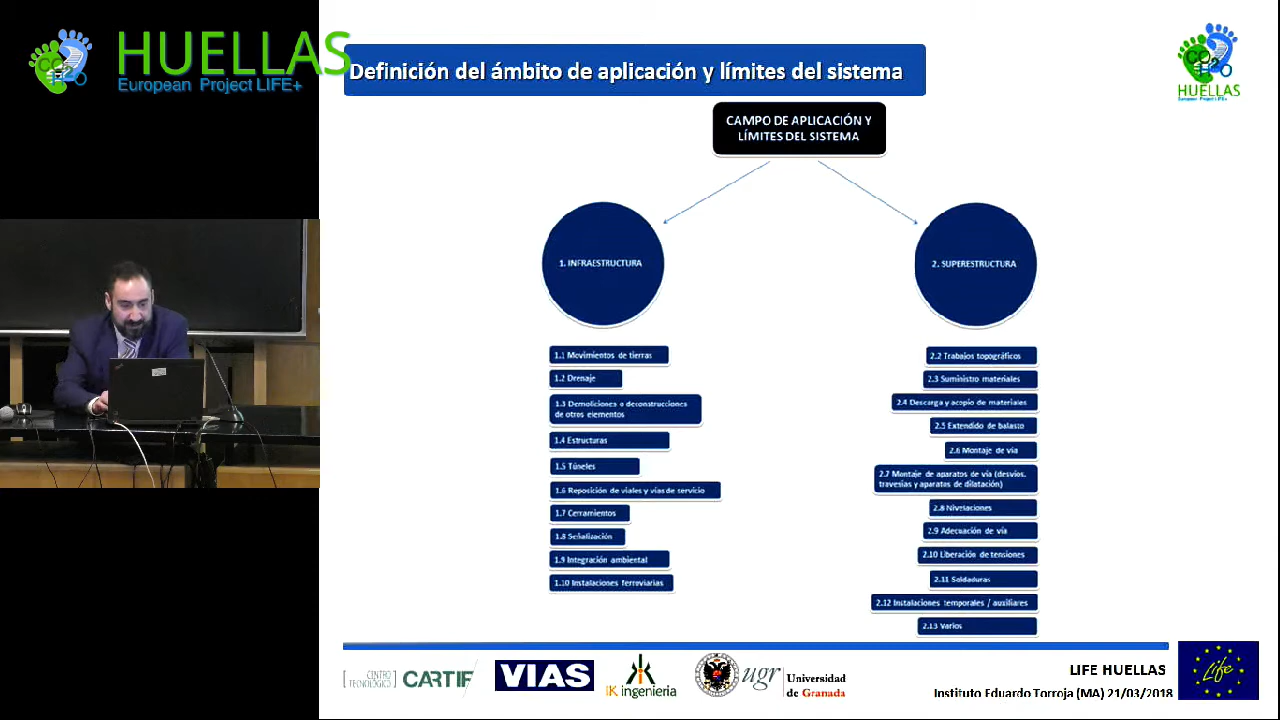 HUELLAS
European Project LIFE+
Definición del ámbito de aplicación y límites del sistema
HUELLAS
CAMPO DE APLICACIÓN Y
LÍMITES DEL SISTEMA
1. INFRAESTRUCTURA
2. SUPERESTRUCTURA
1.1 Movimientos de tierras
1.2 Drenaje
1.3 Demoliciones o deconstrucciones
de otros elementos
1.4 Estructuras
1.5 Túneles
1.6 Reposición de viales y vías de servicio
1.7 Cerramientos
1.8 Señalización
1.9 Integración ambiental
1.10 Instalaciones ferroviarias
2.2 Trabajos topográficos
2.3 Suministro materiales
2.4 Descarga y acopio de materiales
2.5 Extendido de balasto
2.6 Montaje de vía
2.7 Montaje de aparatos de vía (desvíos,
travesías y aparatos de dilatación)
2.8 Nivelaciones
2.9 Adecuación de vía
2.10 Liberación de tensiones
2.11 Soldaduras
2.12 Instalaciones temporales / auxiliares
2.13 Varios
CENTRO
TECNOLÓGICO
CARTIF
VIAS
IK ingenieria
ugr
Universidad
de Granada
LIFE HUELLAS
Instituto Eduardo Torroja (MA) 21/03/2018
Life